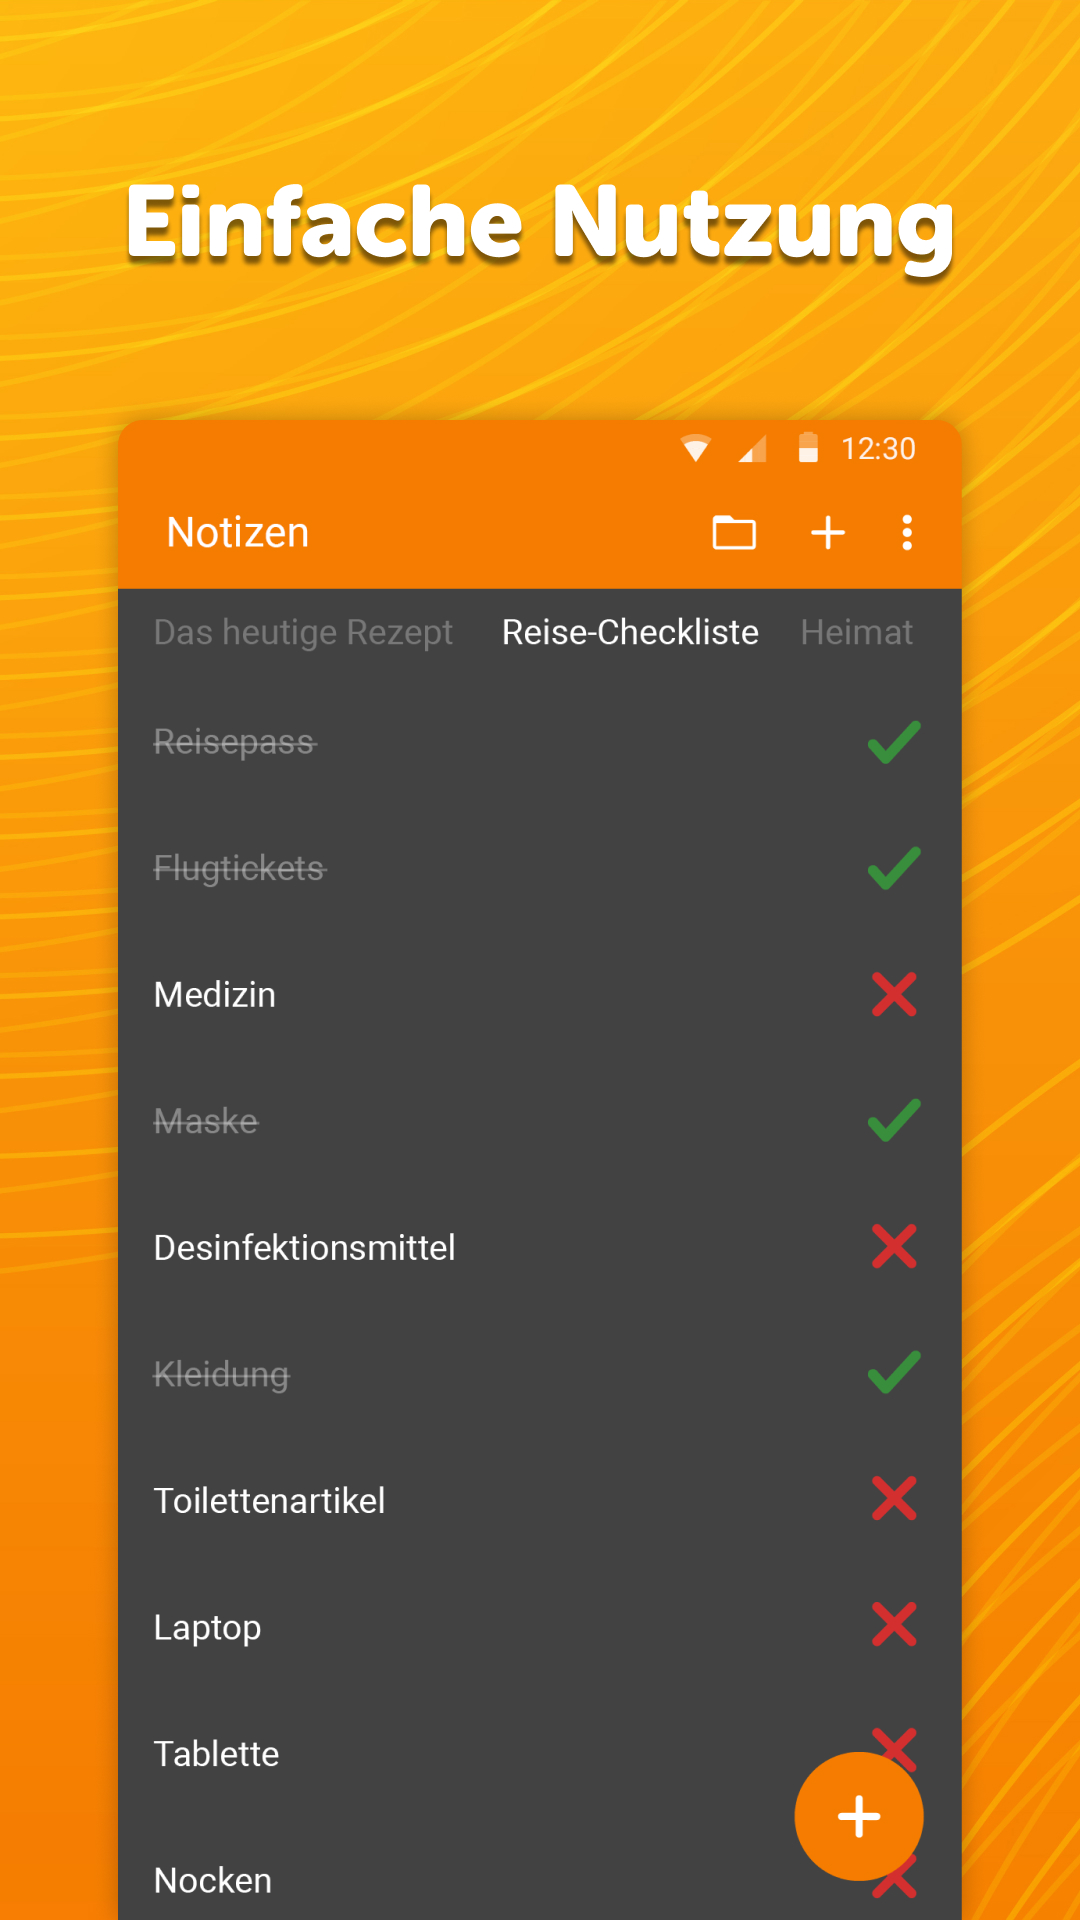 Einfache Nutzung
12:30
Notizen
Das heutige Rezept Reise-Checkliste Heimat
Reisepass
Flugtickets
Medizin
Maske
Desinfektionsmittel
Kleidung
Toilettenartikel
Laptop
Tablette
Nocken